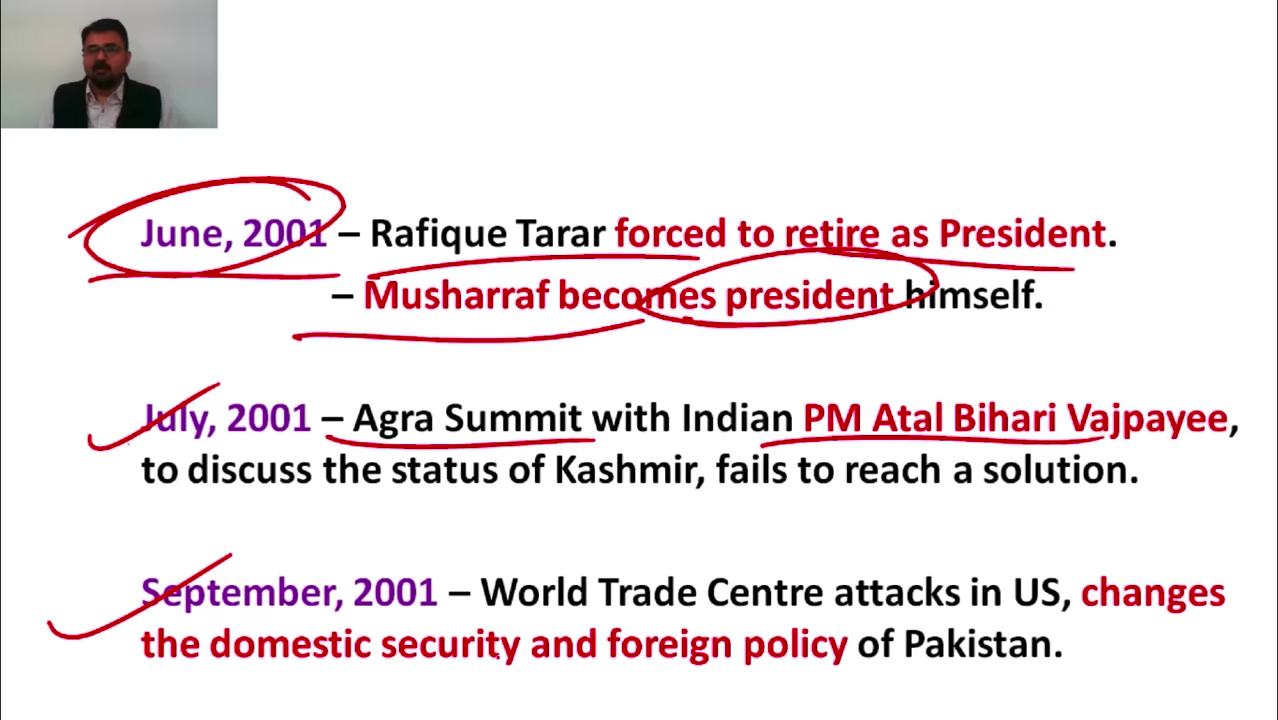 June, 2001 – Rafique Tarar forced to retire as President.
– Musharraf becomes president himself.
July, 2001 – Agra Summit with Indian PM Atal Bihari Vajpayee,
to discuss the status of Kashmir, fails to reach a solution.
September, 2001 – World Trade Centre attacks in US, changes
the domestic security and foreign policy of Pakistan.